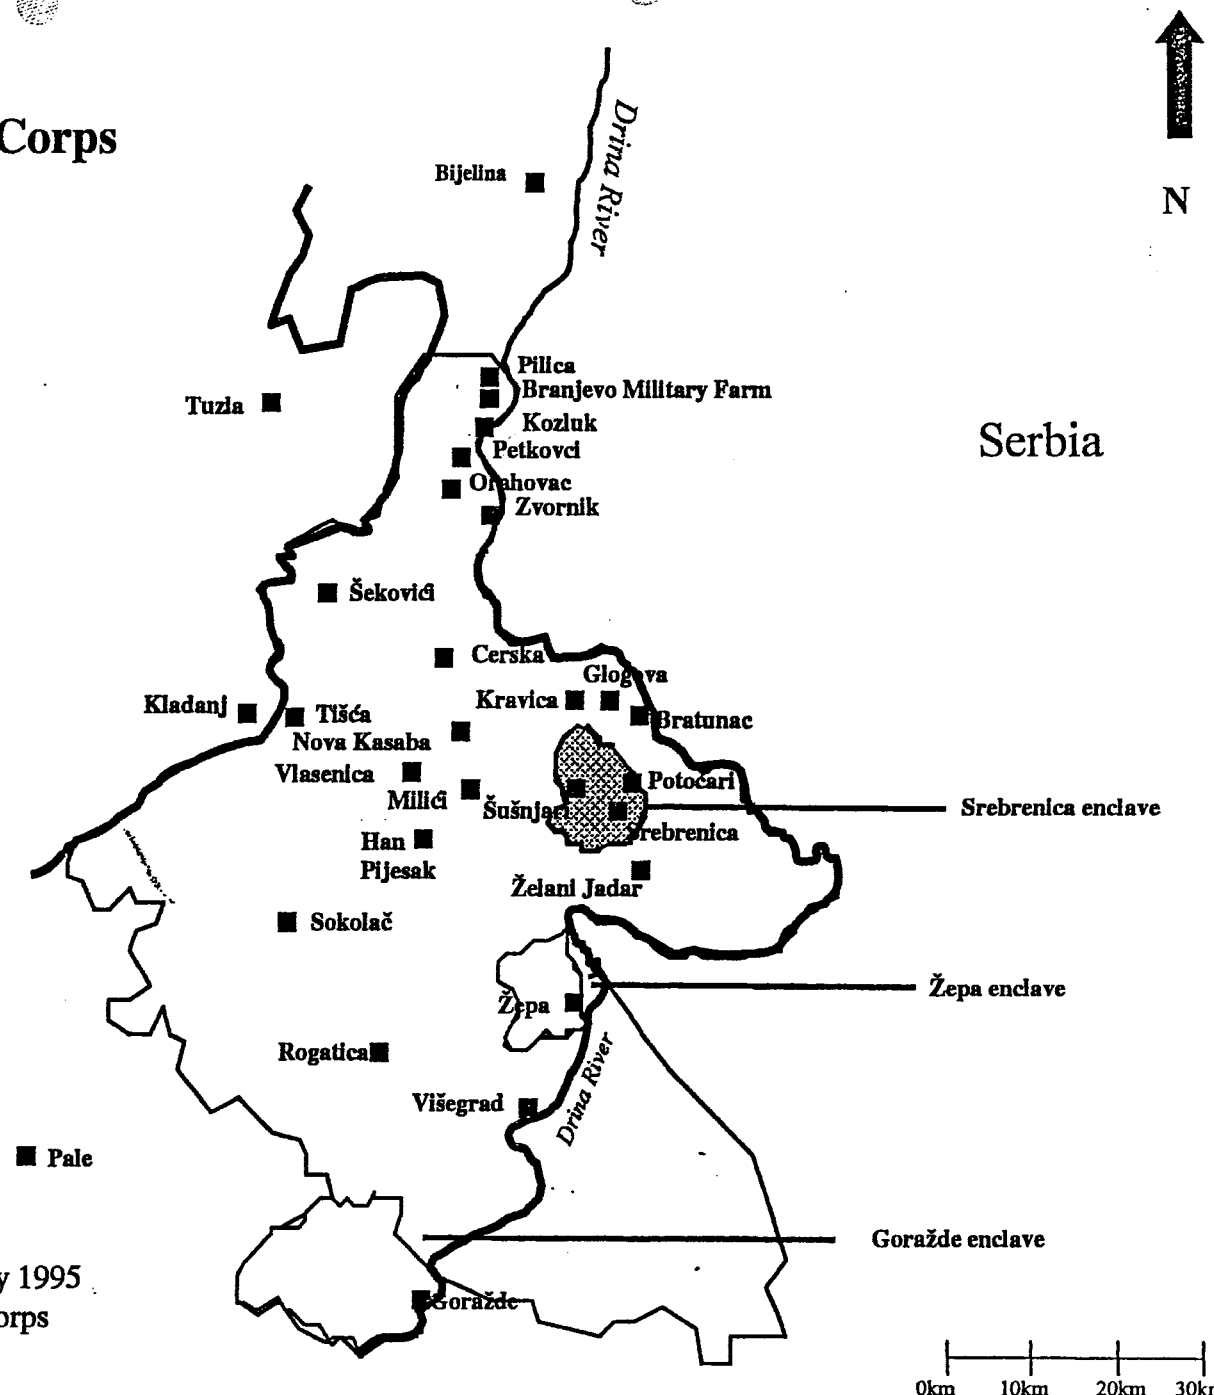 Corps
Drina River
Bijelina
N
Pilica
Branjevo Military Farm
Tuzla
Kozluk
Serbia
Petkovci
Orahovac
Zvornik
Šekovići
Cerska
Glogova
Kravica
Kladanj
Tišća
Bratunac
Nova Kasaba
Vlasenica
Potočari
Milići
Šušnjari
Srebrenica enclave
Srebrenica
Han
Pijesak
Želani Jadar
Sokolač
Žepa enclave
Žepa
Rogatica
Drina River
Višegrad
Pale
Goražde enclave
y 1995
Goražde
orps
0km 10km 20km 30k